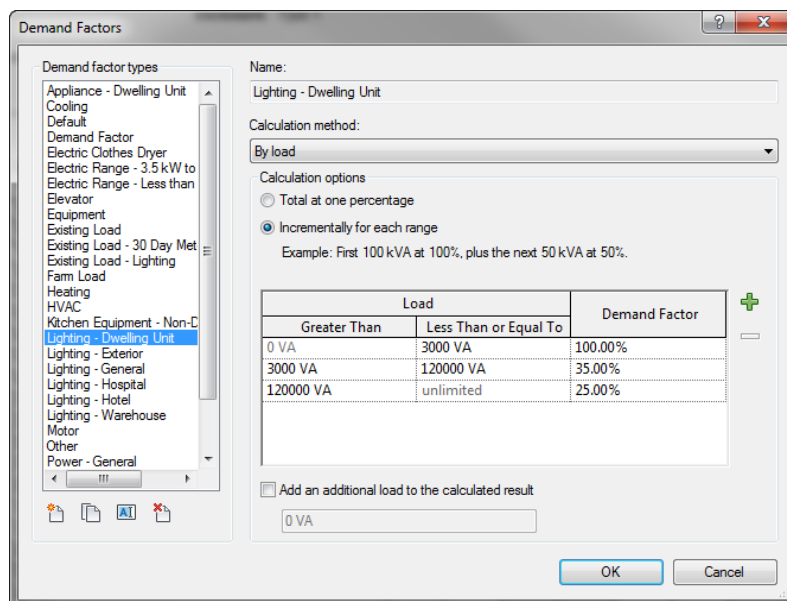 Demand Factors
Demand factor types
Appliance - Dwelling Unit
Cooling
Default
Demand Factor
Electric Clothes Dryer
Electric Range - 3.5 kW to
Electric Range - Less than
Elevator
Equipment
Existing Load
Existing Load - 30 Day Met
Existing Load - Lighting
Farm Load
Heating
HVAC
Kitchen Equipment - Non-D
Lighting - Dwelling Unit
Lighting - Exterior
Lighting - General
Lighting - Hospital
Lighting - Hotel
Lighting - Warehouse
Motor
Other
Power - General
Name:
Lighting - Dwelling Unit
Calculation method:
By load
Calculation options
Total at one percentage
Incrementally for each range
Example: First 100 kVA at 100%, plus the next 50 kVA at 50%.
Load Demand Factor
Greater Than Less Than or Equal To
0 VA 3000 VA 100.00%
3000 VA 120000 VA 35.00%
120000 VA unlimited 25.00%
Add an additional load to the calculated result
0 VA
OK Cancel